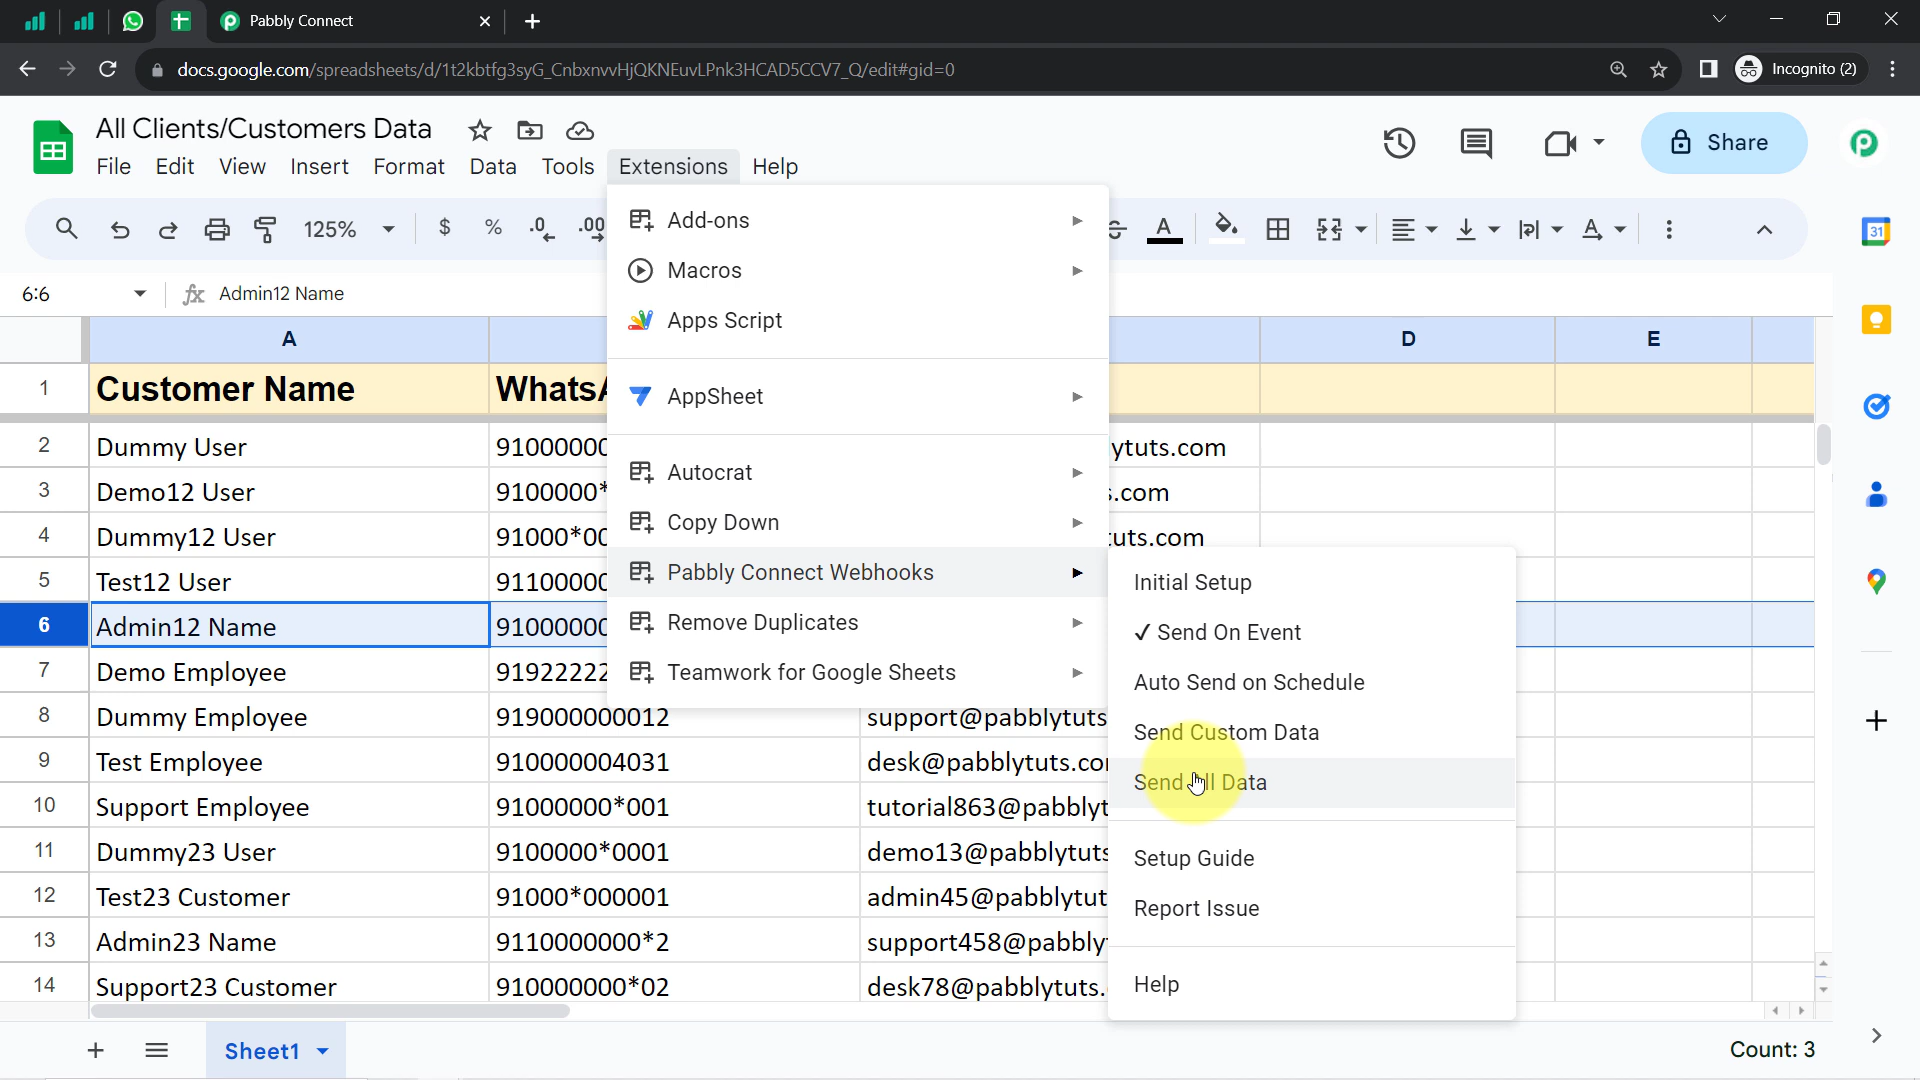 Pabbly Connect
docs.google.com/spreadsheets/d/1t2kbtfg3syG_CnbxnvvHjQKNEuvLPnk3HCAD5CCV7_Q/edit#gid=0
Incognito (2)
All Clients/Customers Data
File Edit View Insert Format Data Tools Extensions Help
Share
125% $ % .0 .00
31
6:6 fx Admin12 Name
A D E
1 Customer Name WhatsA
2 Dummy User 91000000 ytuts.com
3 Demo12 User 9100000* s.com
4 Dummy12 User 91000*00 tuts.com
5 Test12 User 91100000
6 Admin12 Name 91000000
7 Demo Employee 91922222
8 Dummy Employee 919000000012 support@pabblytuts
9 Test Employee 910000004031 desk@pabblytuts.co
10 Support Employee 91000000*001 tutorial863@pabblyt
11 Dummy23 User 9100000*0001 demo13@pabblytuts
12 Test23 Customer 91000*000001 admin45@pabblytut
13 Admin23 Name 9110000000*2 support458@pabbly
14 Support23 Customer 910000000*02 desk78@pabblytuts.
Add-ons
Macros
Apps Script
AppSheet
Autocrat
Copy Down
Pabbly Connect Webhooks
Remove Duplicates
Teamwork for Google Sheets
Initial Setup
✓ Send On Event
Auto Send on Schedule
Send Custom Data
Send All Data
Setup Guide
Report Issue
Help
Sheet1
Count: 3